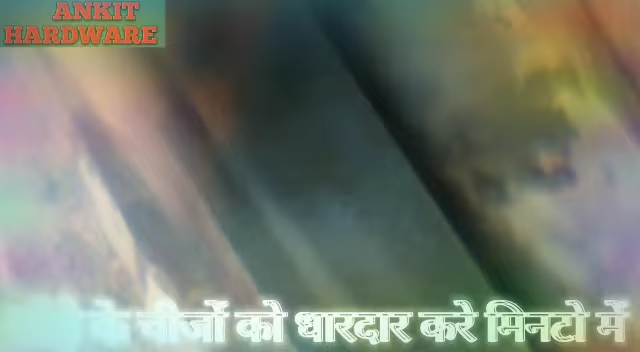 ANKIT
HARDWARE
के चीजों को धारदार करे मिनटो में